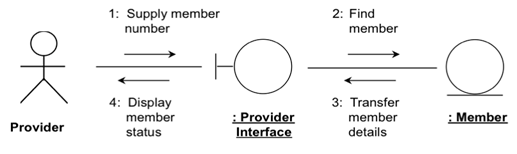 1: Supply member
number
2: Find
member
4: Display
member
status
3: Transfer
member
details
Provider
: Provider
Interface
: Member